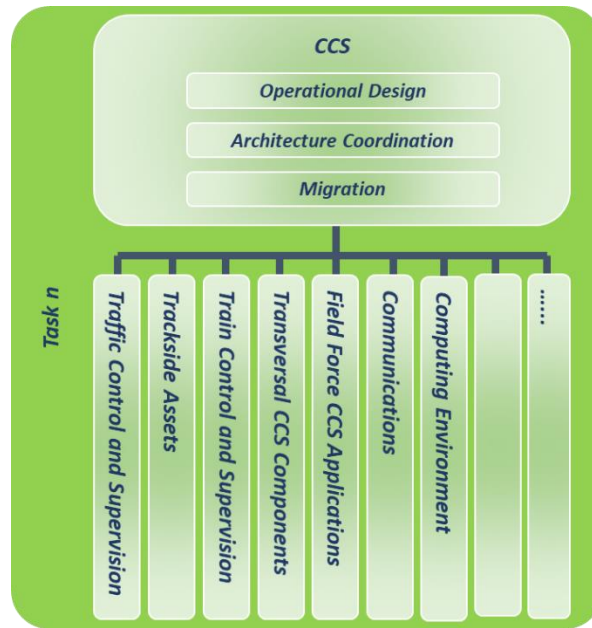 CCS
Operational Design
Architecture Coordination
Migration
Task n
Traffic Control and Supervision
Trackside Assets
Train Control and Supervision
Transversal CCS Components
Field Force CCS Applications
Communications
Computing Environment
......